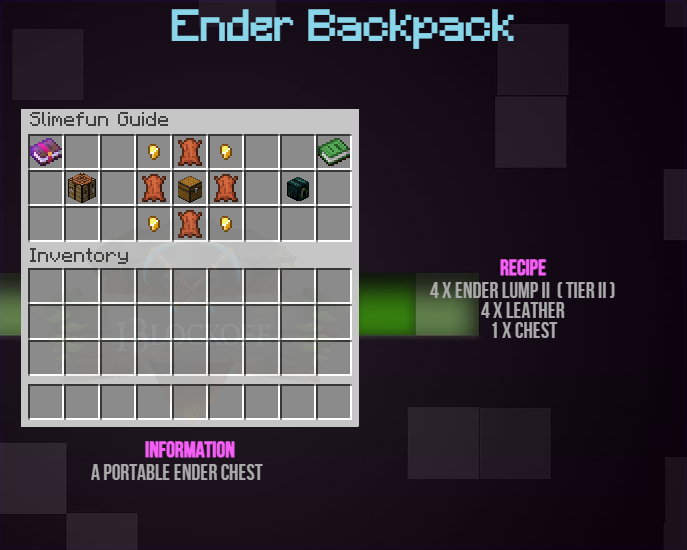 Ender Backpack
Slimefun Guide
Inventory
IBLOCKOFF
RECIPE
4 X ENDER LUMP II ( TIER II )
4 X LEATHER
1 X CHEST
INFORMATION
A PORTABLE ENDER CHEST